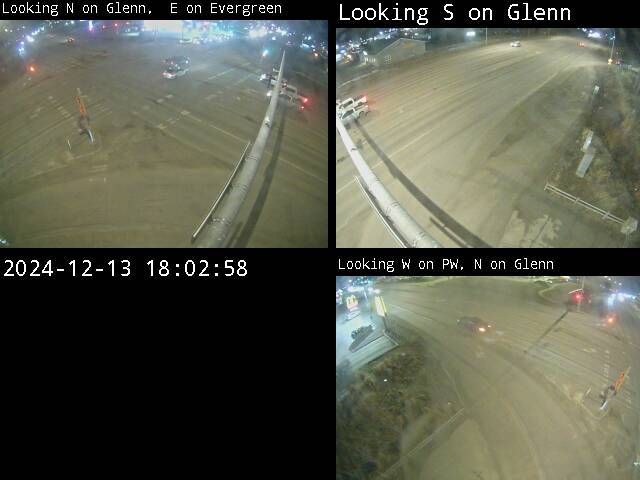 Looking N on Glenn, E on Evergreen
Looking S on Glenn
2024-12-13 18:02:58
Looking W on PW, N on Glenn